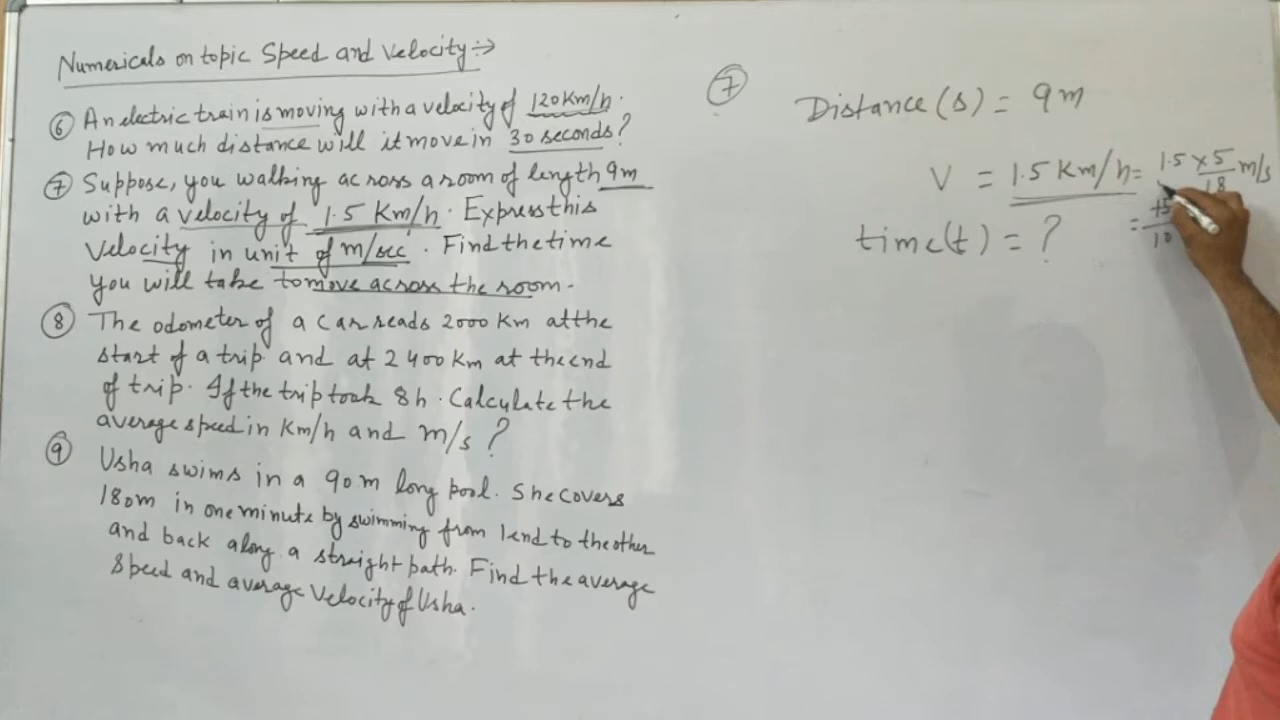 Numericals on topic Speed and Velocity :→
⑥ An electric train is moving with a velocity of 120 Km/h.
How much distance will it move in 30 seconds?
⑦ Suppose, you walking across a room of length 9m
with a velocity of 1.5 Km/h. Express this
Velocity in unit of m/sec. Find the time
you will take to move across the room.
⑧ The odometer of a car reads 2000 Km at the
start of a trip and at 2400 Km at the end
of trip. If the trip took 8h. Calculate the
average speed in Km/h and m/s ?
⑨ Usha swims in a 90m long pool. She covers
180m in one minute by swimming from 1 end to the other
and back along a straight path. Find the average
Speed and average Velocity of Usha.
⑦
Distance (s) = 9m
V = 1.5 Km/h = 1.5 × 5/18 m/s
time(t) = ?
= 15/10